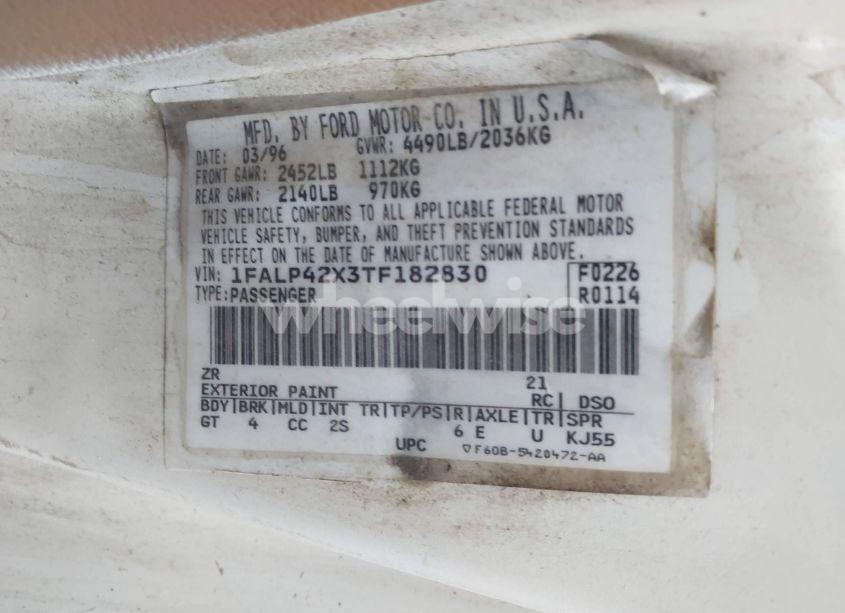 MFD. BY FORD MOTOR CO. IN U.S.A.
DATE: 03/96 GVWR: 4490LB/2036KG
FRONT GAWR: 2452LB 1112KG
REAR GAWR: 2140LB 970KG
THIS VEHICLE CONFORMS TO ALL APPLICABLE FEDERAL MOTOR
VEHICLE SAFETY, BUMPER, AND THEFT PREVENTION STANDARDS
IN EFFECT ON THE DATE OF MANUFACTURE SHOWN ABOVE.
VIN: 1FALP42X3TF182830 F0226
TYPE: PASSENGER R0114
wheelwise
ZR 21
EXTERIOR PAINT RC DSO
BDY BRK MLD INT TR TP/PS R AXLE TR SPR
GT 4 CC 2S 6 E U KJ55
UPC ▽F60B-5420472-AA